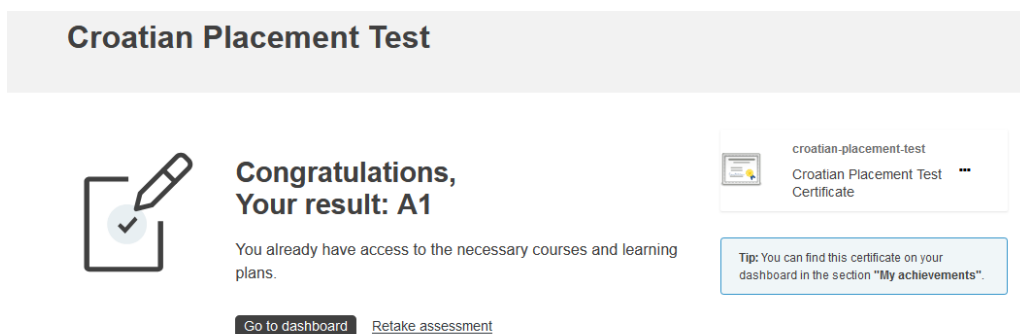 Croatian Placement Test
Congratulations,
Your result: A1
You already have access to the necessary courses and learning
plans.
Go to dashboard
Retake assessment
croatian-placement-test
Croatian Placement Test
Certificate
Tip: You can find this certificate on your
dashboard in the section "My achievements".